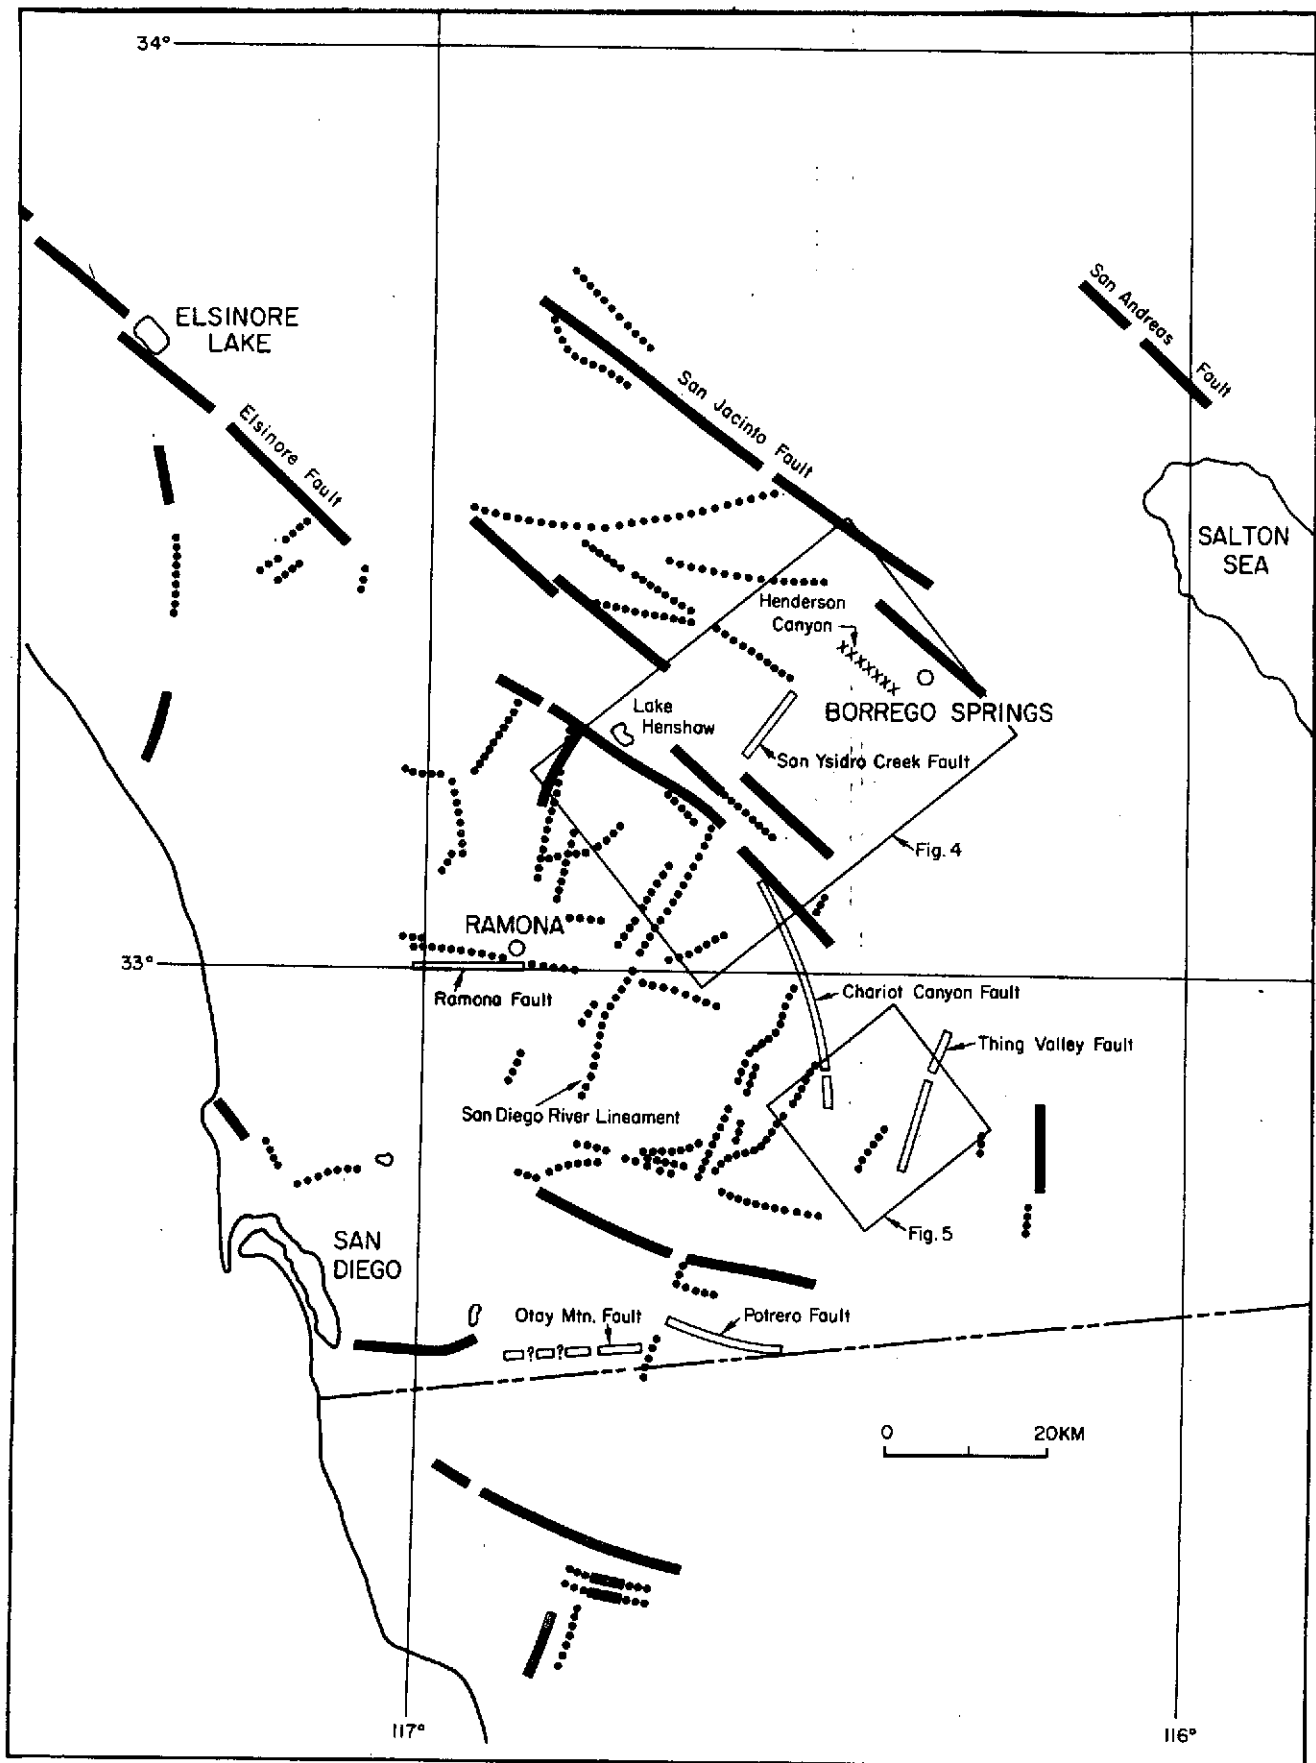 34°
ELSINORE
LAKE
San Andreas Fault
San Jacinto Fault
Elsinore Fault
SALTON
SEA
Henderson
Canyon
XXXXXXX
BORREGO SPRINGS
Lake
Henshaw
San Ysidro Creek Fault
Fig. 4
RAMONA
33°
Ramona Fault
Chariot Canyon Fault
Thing Valley Fault
San Diego River Lineament
SAN
DIEGO
Fig. 5
Otay Mtn. Fault
Potrero Fault
? ?
0 20KM
117° 116°